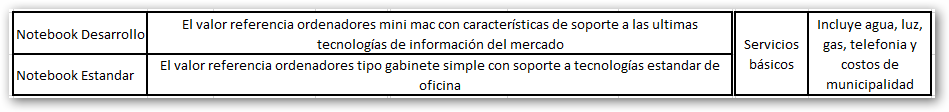 Notebook Desarrollo
El valor referencia ordenadores mini mac con características de soporte a las ultimas
tecnologías de información del mercado
Notebook Estandar
El valor referencia ordenadores tipo gabinete simple con soporte a tecnologías estandar de
oficina
Servicios
básicos
Incluye agua, luz,
gas, telefonia y
costos de
municipalidad